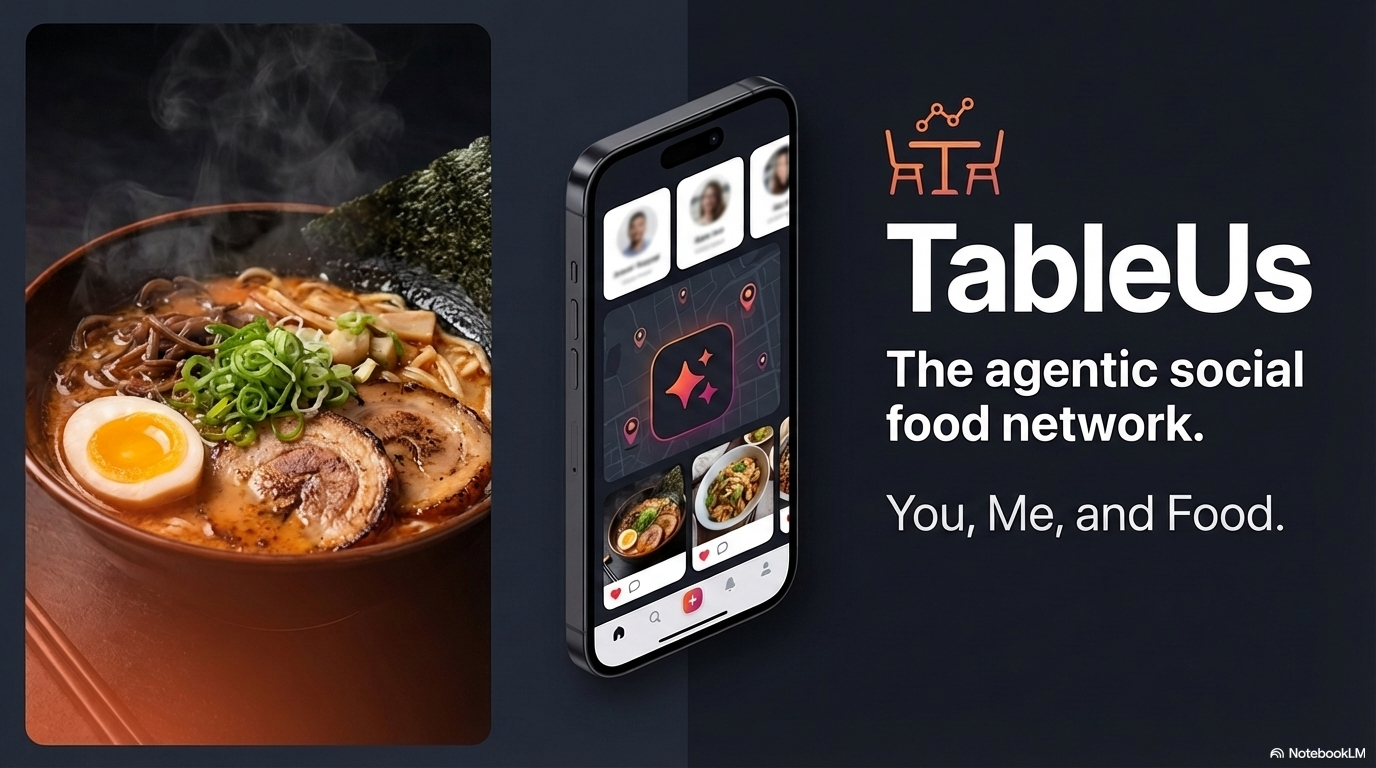 TableUs
The agentic social
food network.
You, Me, and Food.
NotebookLM